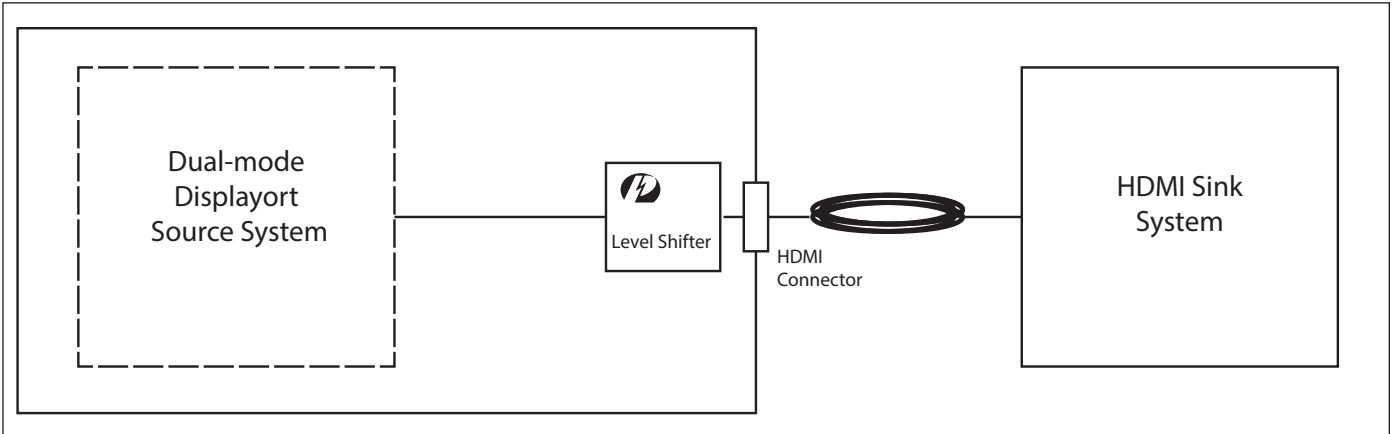 Dual-mode
Displayort
Source System
Level Shifter
HDMI
Connector
HDMI Sink
System